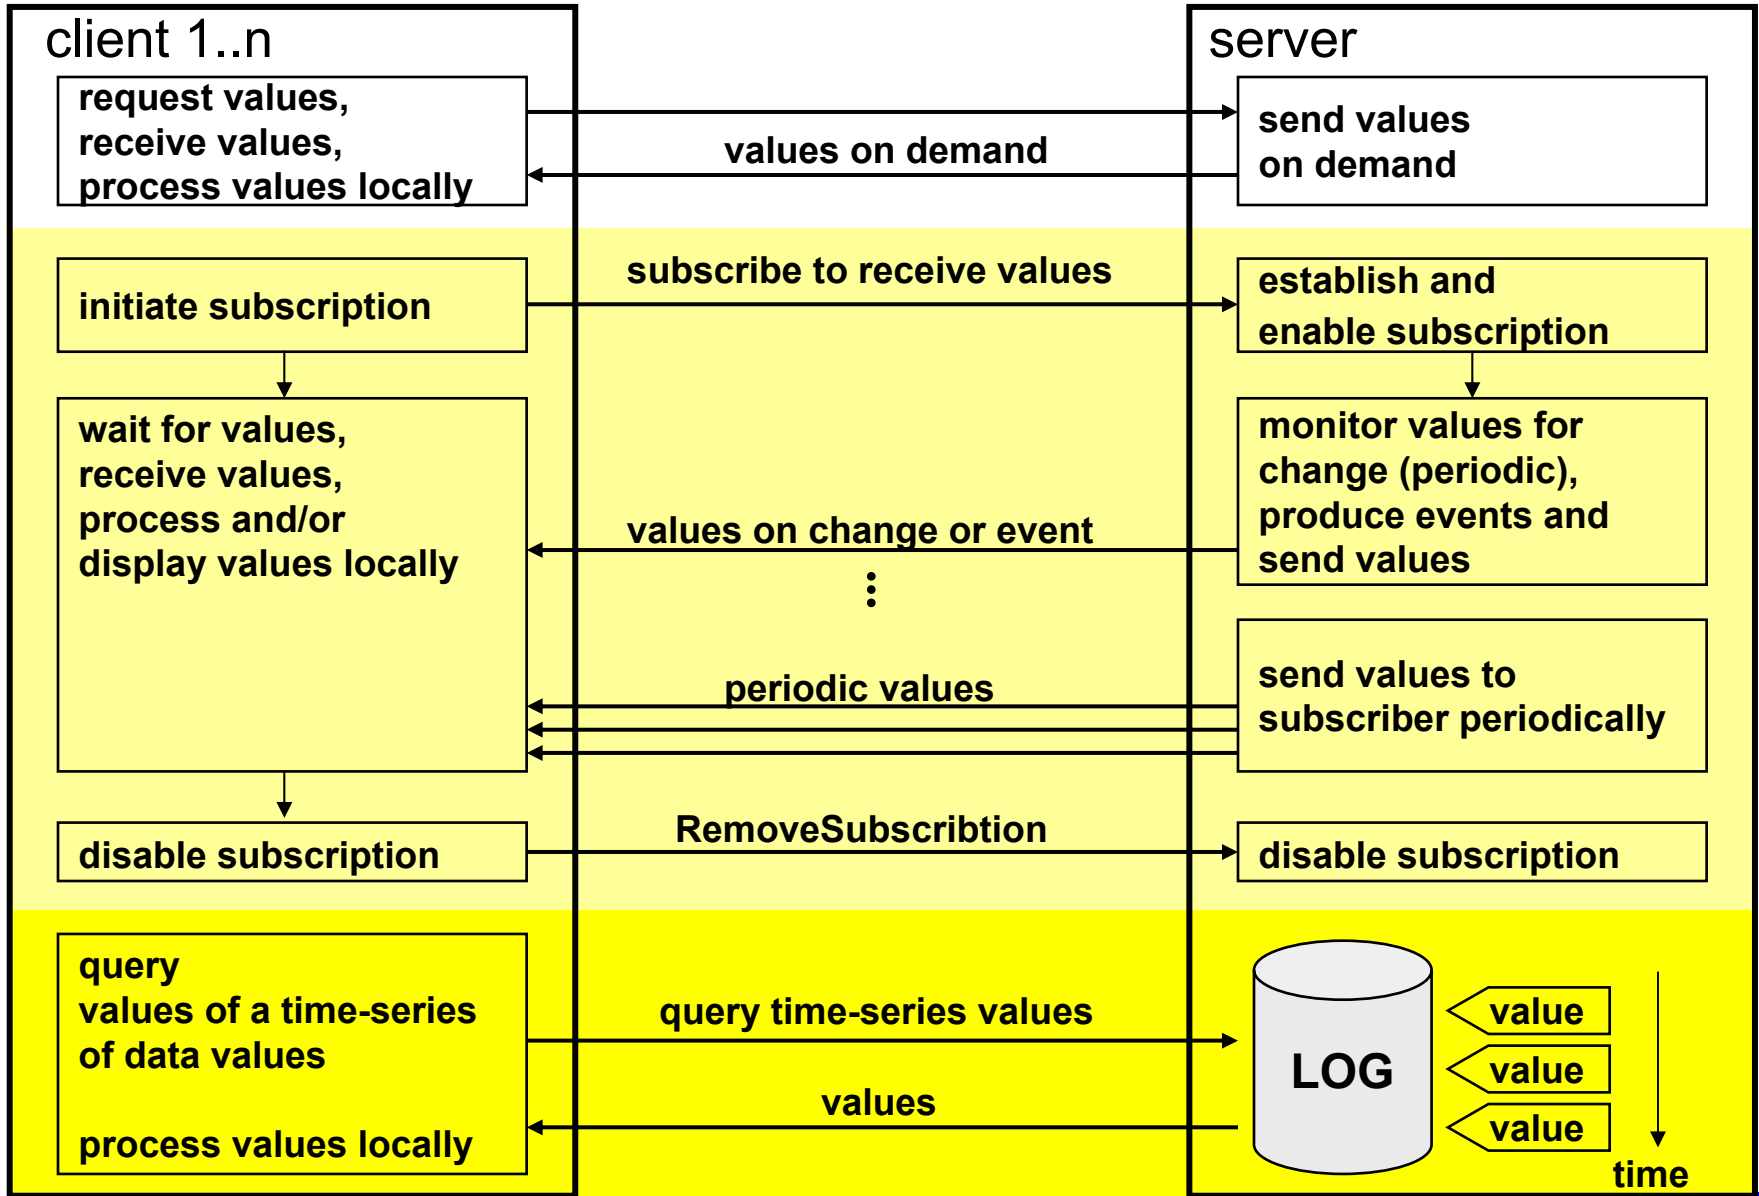 client 1..n
server
request values,
receive values,
process values locally
values on demand
send values
on demand
initiate subscription
subscribe to receive values
establish and
enable subscription
wait for values,
receive values,
process and/or
display values locally
values on change or event
monitor values for
change (periodic),
produce events and
send values
periodic values
send values to
subscriber periodically
disable subscription
RemoveSubscribtion
disable subscription
query
values of a time-series
of data values
process values locally
query time-series values
values
LOG
value
value
value
time